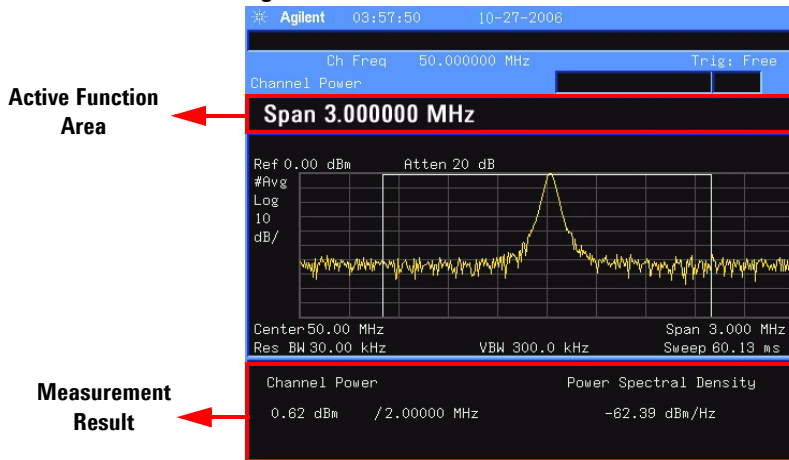 Agilent 03:57:50 10-27-2006
Ch Freq 50.000000 MHz Trig: Free
Channel Power
Active Function
Area
Span 3.000000 MHz
Ref 0.00 dBm Atten 20 dB
#Avg
Log
10
dB/
Center 50.00 MHz Span 3.000 MHz
Res BW 30.00 kHz VBW 300.0 kHz Sweep 60.13 ms
Measurement
Result
Channel Power Power Spectral Density
0.62 dBm /2.00000 MHz -62.39 dBm/Hz